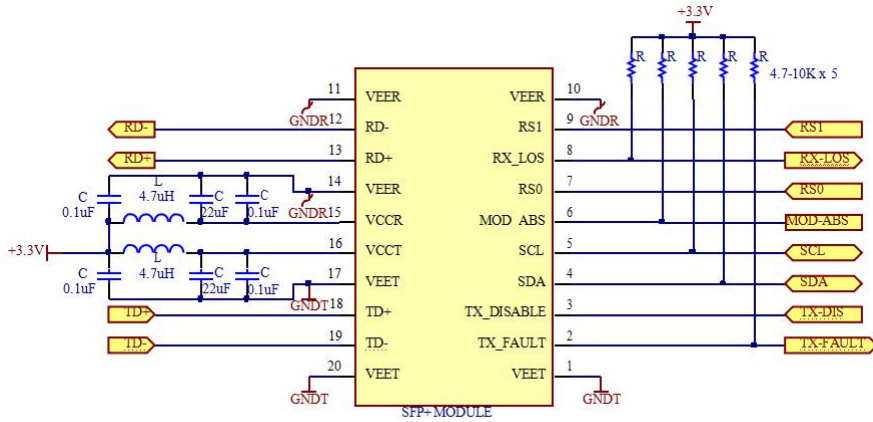 +3.3V
R R R R R
4.7-10K x 5
11 VEER VEER 10
GNDR GNDR
RD- 12 RD- RS1 9 RS1
RD+ 13 RD+ RX_LOS 8 RX-LOS
L
C 4.7uH C C
0.1uF 22uF 0.1uF
14 VEER RS0 7 RS0
GNDR
15 VCCR MOD_ABS 6 MOD-ABS
+3.3V 16 VCCT SCL 5 SCL
L
C 4.7uH C C
0.1uF 22uF 0.1uF
17 VEET SDA 4 SDA
GNDT
TD+ 18 TD+ TX_DISABLE 3 TX-DIS
TD- 19 TD- TX_FAULT 2 TX-FAULT
20 VEET VEET 1
GNDT GNDT
SFP+ MODULE